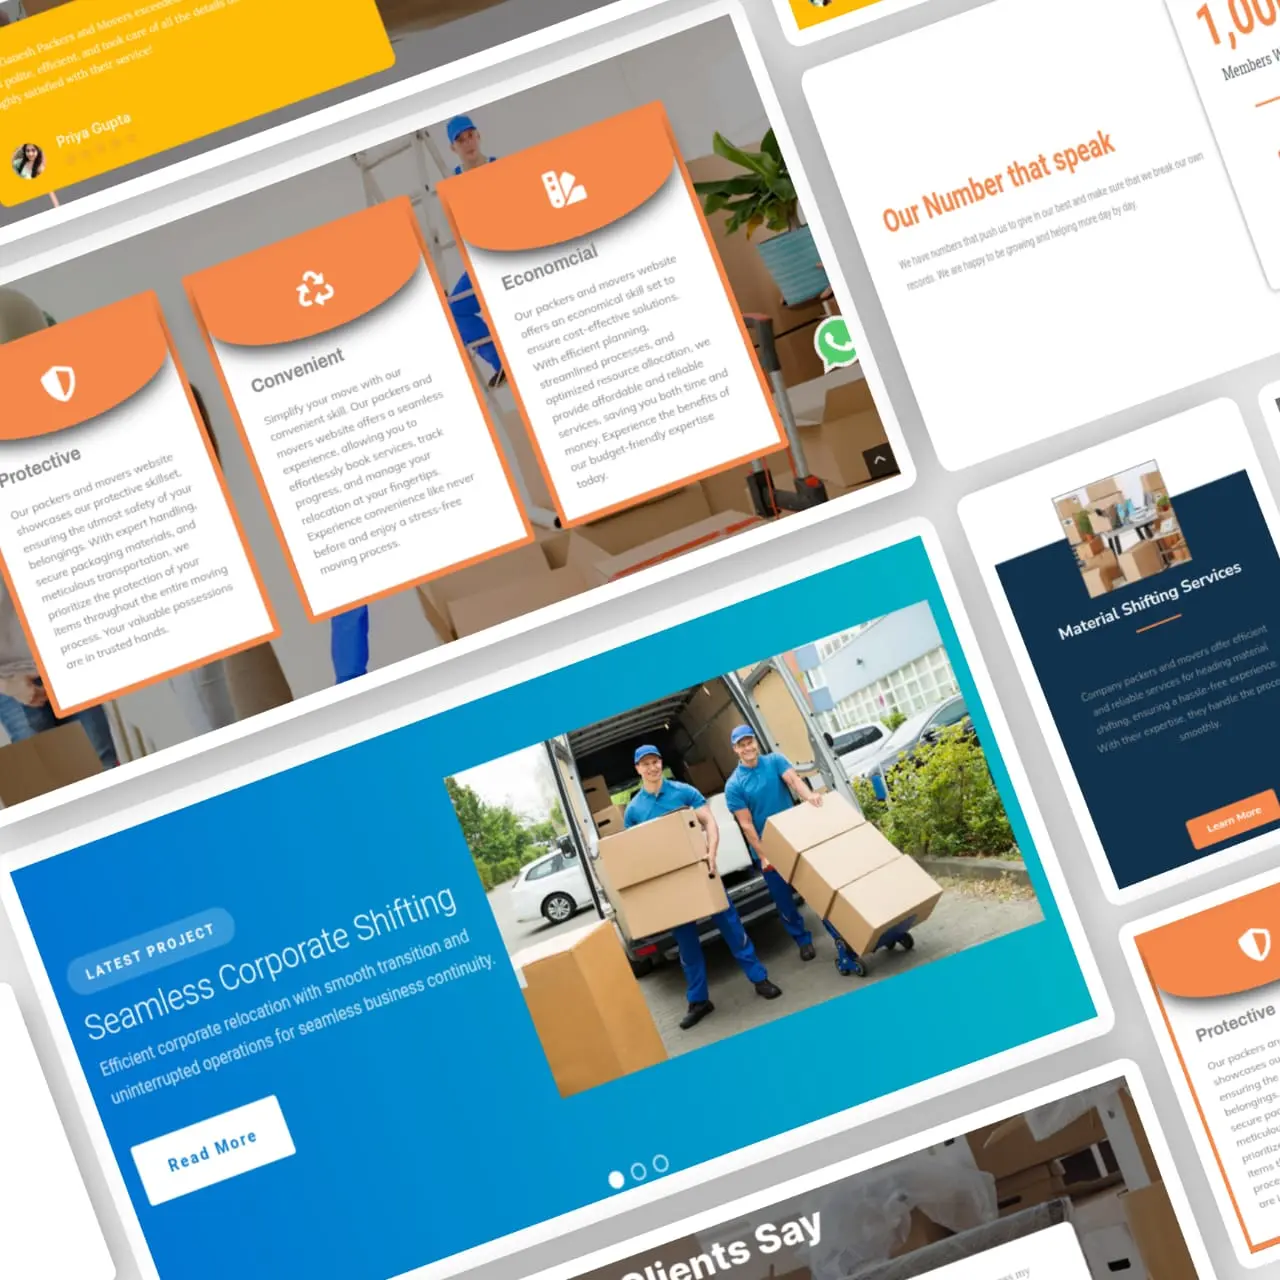 Ganesh Packers and Movers exceeded
polite, efficient, and took care of all the details
satisfied with their service!
Priya Gupta
1,00
Members
Our Number that speak
We have numbers that push us to give in our best and make sure that we break our own
records. We are happy to be growing and helping more day by day.
Protective
Our packers and movers website
showcases our protective skillset,
ensuring the utmost safety of your
belongings. With expert handling,
secure packaging materials, and
meticulous transportation, we
prioritize the protection of your
items throughout the entire moving
process. Your valuable possessions
are in trusted hands.
Convenient
Simplify your move with our
convenient skill. Our packers and
movers website offers a seamless
experience, allowing you to
effortlessly book services, track
progress, and manage your
relocation at your fingertips.
Experience convenience like never
before and enjoy a stress-free
moving process.
Economcial
Our packers and movers website
offers an economical skill set to
ensure cost-effective solutions.
With efficient planning,
streamlined processes, and
optimized resource allocation, we
provide affordable and reliable
services, saving you both time and
money. Experience the benefits of
our budget-friendly expertise
today.
Material Shifting Services
Company packers and movers offer efficient
and reliable services for heading material
shifting, ensuring a hassle-free experience.
With their expertise, they handle the
smoothly.
Learn More
LATEST PROJECT
Seamless Corporate Shifting
Efficient corporate relocation with smooth transition and
uninterrupted operations for seamless business continuity.
Read More
Protective
Our packers
showcases
ensuring the
belongings.
secure
items
process.
are
Clients Say
my